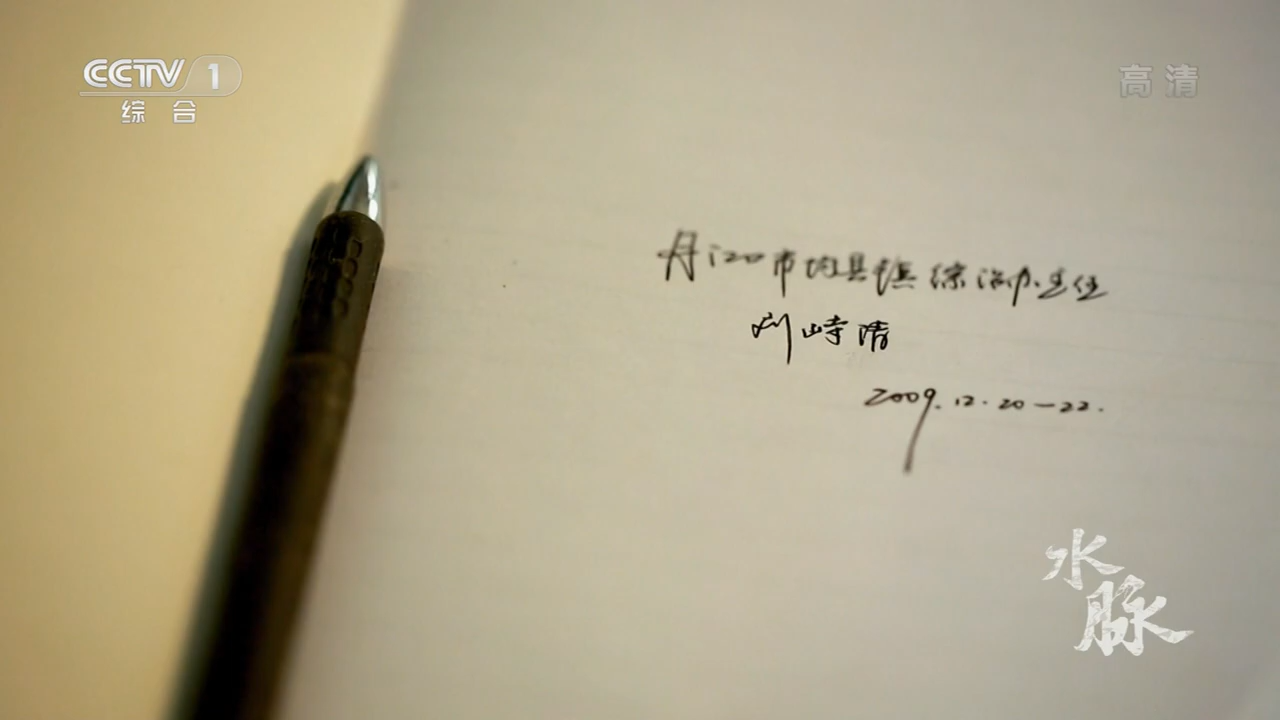 CCTV 1
综合
高清
丹江口市均县镇综治办主任
刘峙清
2009.12.20—22.
水脉